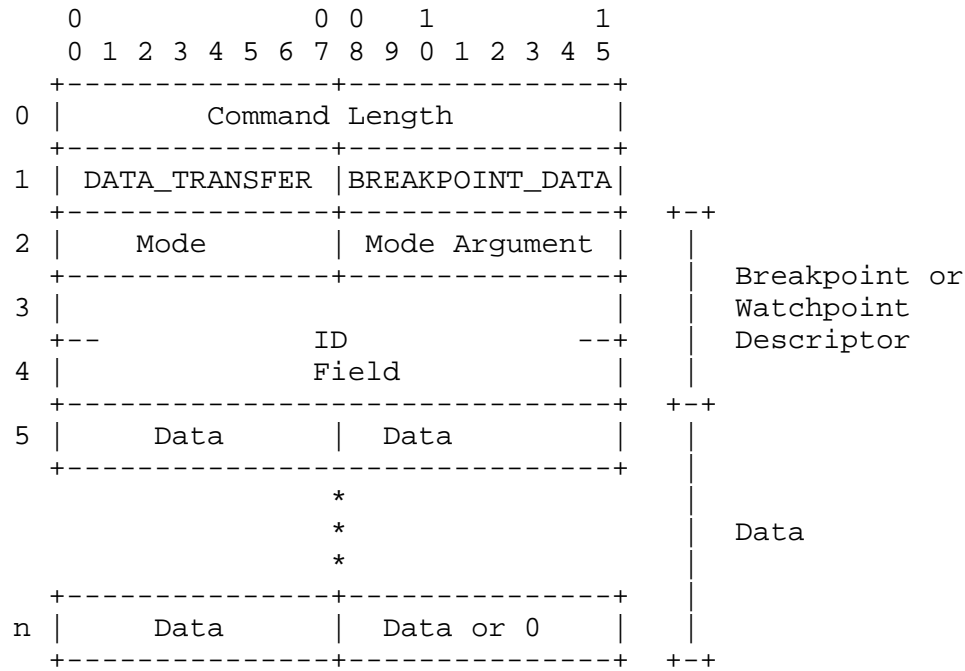 0 0 0 1 1
0 1 2 3 4 5 6 7 8 9 0 1 2 3 4 5
+---------------+---------------+
0 | Command Length |
+---------------+---------------+
1 | DATA_TRANSFER |BREAKPOINT_DATA|
+---------------+---------------+ +-+
2 | Mode | Mode Argument | |
+---------------+---------------+ | Breakpoint or
3 | | | Watchpoint
+-- ID --+ | Descriptor
4 | Field | |
+-------------------------------+ +-+
5 | Data | Data | |
+-------------------------------+ |
* |
* | Data
* |
+---------------+---------------+ |
n | Data | Data or 0 | |
+---------------+---------------+ +-+